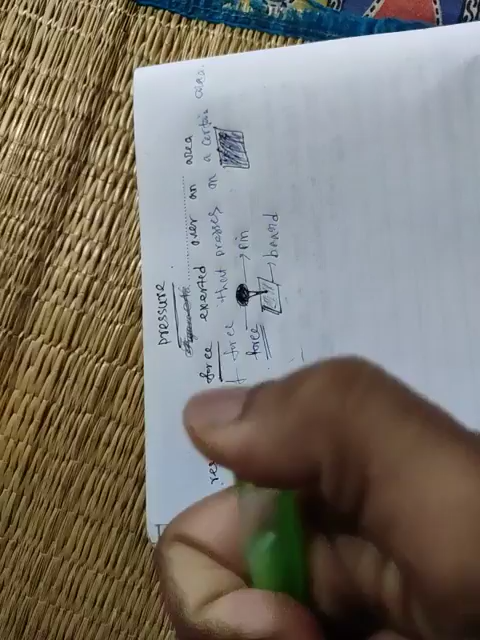 pressure
force exerted over an area
force that presses on a certain area.
force → pin
→ board